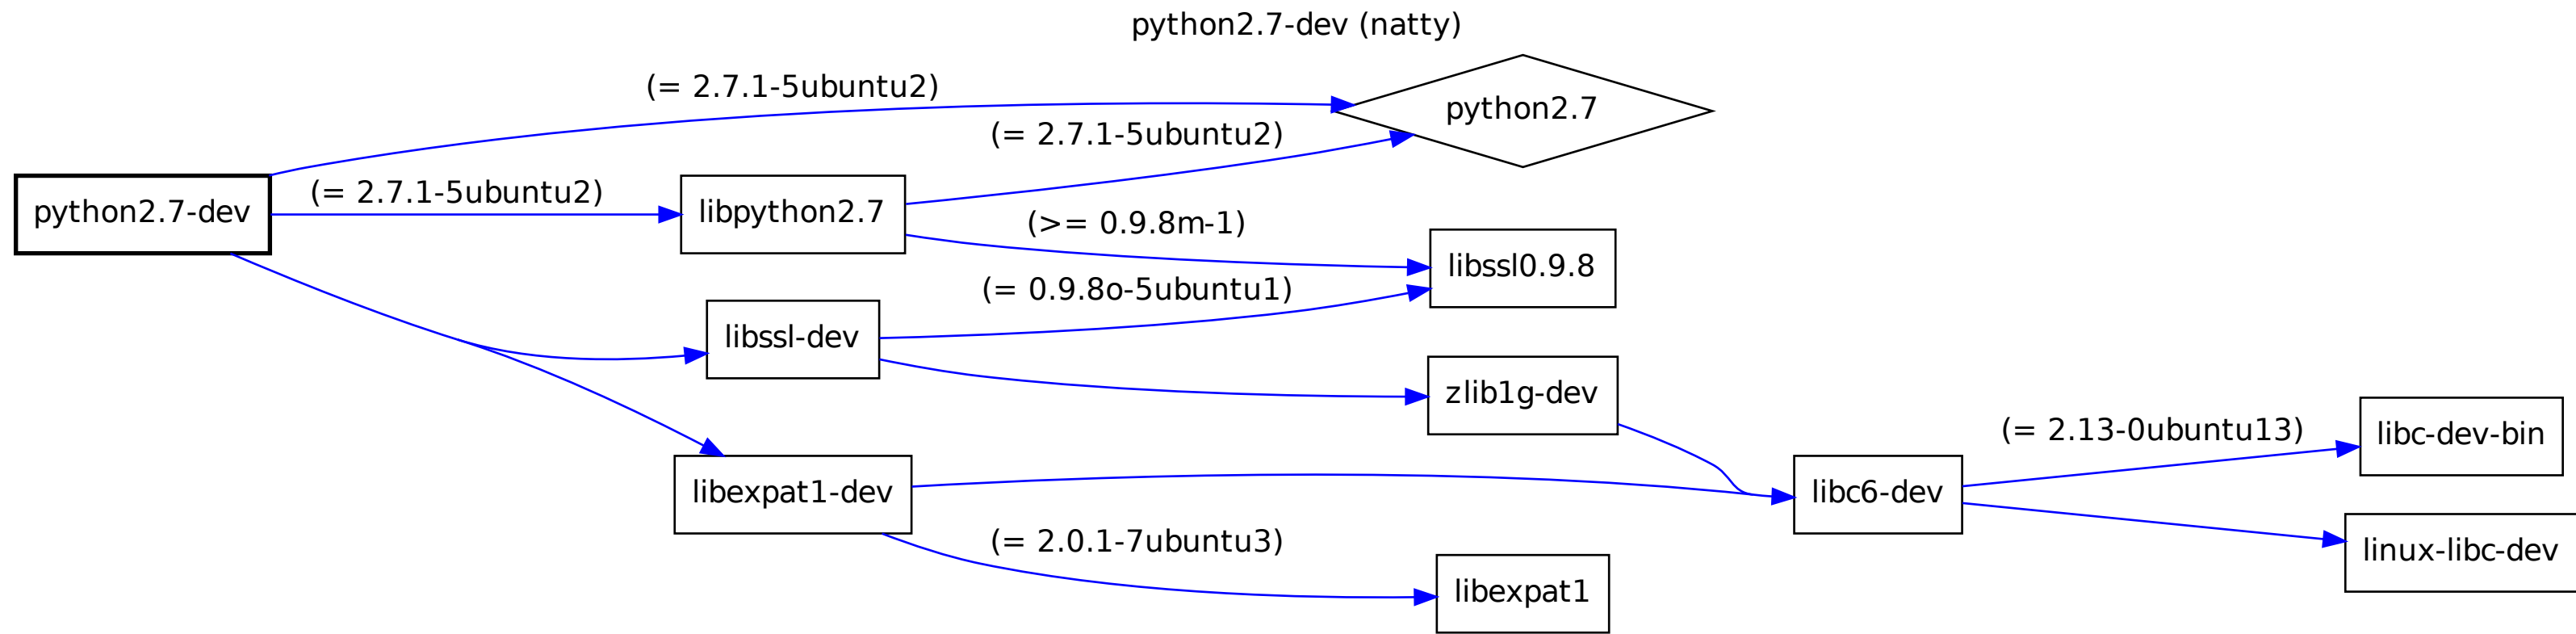 python2.7-dev (natty)
(= 2.7.1-5ubuntu2)
python2.7
(= 2.7.1-5ubuntu2)
(= 2.7.1-5ubuntu2)
python2.7-dev
libpython2.7
(>= 0.9.8m-1)
libssl0.9.8
(= 0.9.8o-5ubuntu1)
libssl-dev
zlib1g-dev
(= 2.13-0ubuntu13)
libc-dev-bin
libexpat1-dev
libc6-dev
(= 2.0.1-7ubuntu3)
linux-libc-dev
libexpat1